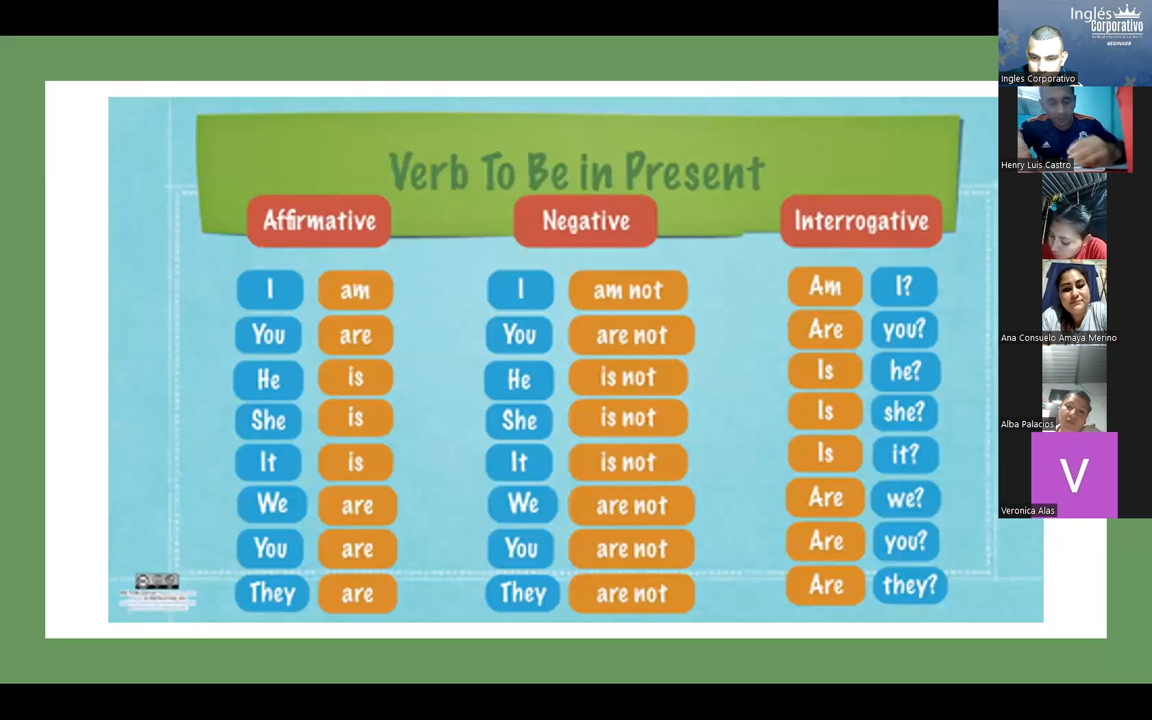 Verb To Be in Present
Affirmative Negative Interrogative
I am I am not Am I?
You are You are not Are you?
He is He is not Is he?
She is She is not Is she?
It is It is not Is it?
We are We are not Are we?
You are You are not Are you?
They are They are not Are they?
Inglés
Corporativo
BEGINNER
Ingles Corporativo
Henry Luis Castro
Ana Consuelo Amaya Merino
Alba Palacios
V
Veronica Alas